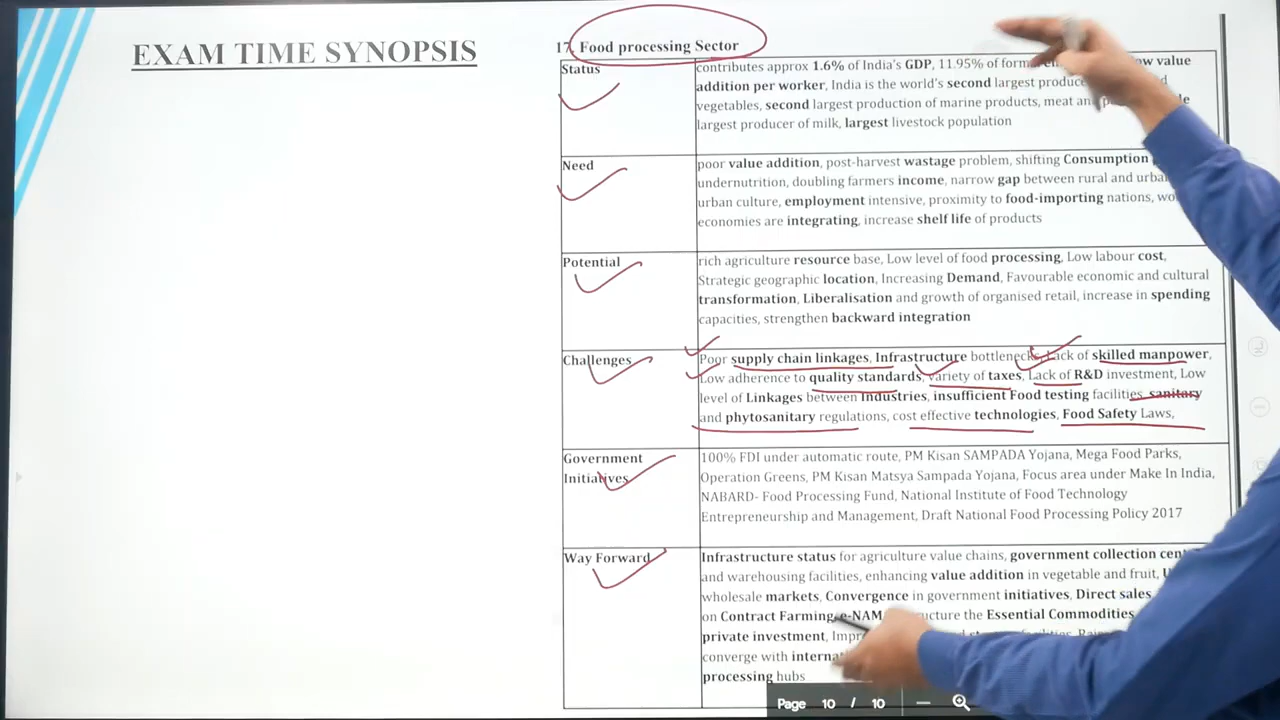 EXAM TIME SYNOPSIS
17. Food processing Sector
Status
contributes approx 1.6% of India's GDP, 11.95% of formal low value
addition per worker, India is the world's second largest
vegetables, second largest production of marine products, meat
largest producer of milk, largest livestock population
Need
poor value addition, post-harvest wastage problem, shifting Consumption
undernutrition, doubling farmers income, narrow gap between rural and
urban culture, employment intensive, proximity to food-importing nations,
economies are integrating, increase shelf life of products
Potential
rich agriculture resource base, Low level of food processing, Low labour cost,
Strategic geographic location, Increasing Demand, Favourable economic and cultural
transformation, Liberalisation and growth of organised retail, increase in spending
capacities, strengthen backward integration
Challenges
Poor supply chain linkages, Infrastructure bottlenecks, Lack of skilled manpower,
Low adherence to quality standards, variety of taxes, Lack of R&D investment, Low
level of Linkages between Industries, insufficient Food testing facilities, sanitary
and phytosanitary regulations, cost effective technologies, Food Safety Laws,
Government
Initiatives
100% FDI under automatic route, PM Kisan SAMPADA Yojana, Mega Food Parks,
Operation Greens, PM Kisan Matsya Sampada Yojana, Focus area under Make In India,
NABARD- Food Processing Fund, National Institute of Food Technology
Entrepreneurship and Management, Draft National Food Processing Policy 2017
Way Forward
Infrastructure status for agriculture value chains, government collection
and warehousing facilities, enhancing value addition in vegetable and fruit,
wholesale markets, Convergence in government initiatives, Direct sales
on Contract Farming, e-NAM, the Essential Commodities
private investment,
converge with
processing hubs
Page 10 / 10